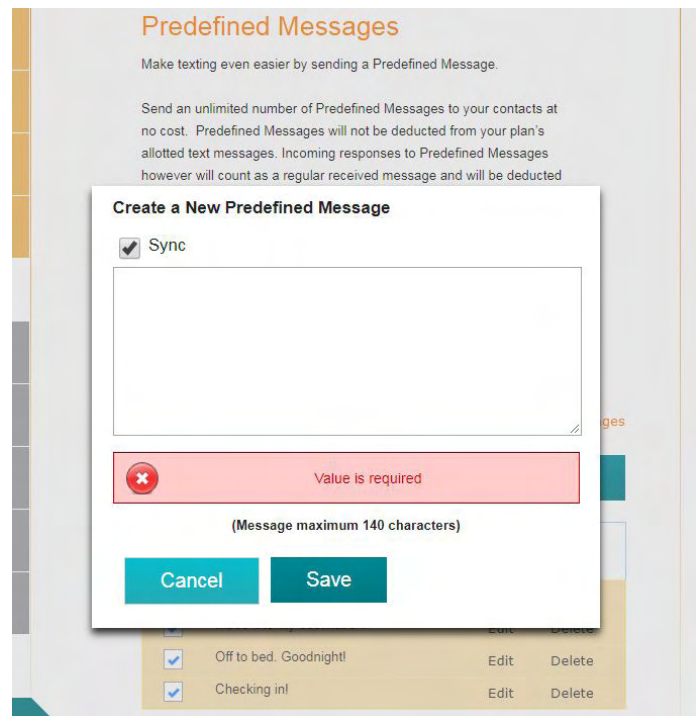 Predefined Messages
Make texting even easier by sending a Predefined Message.
Send an unlimited number of Predefined Messages to your contacts at
no cost. Predefined Messages will not be deducted from your plan's
allotted text messages. Incoming responses to Predefined Messages
however will count as a regular received message and will be deducted
Create a New Predefined Message
Sync
ges
Value is required
(Message maximum 140 characters)
Cancel
Save
Edit Delete
Off to bed. Goodnight! Edit Delete
Checking in! Edit Delete